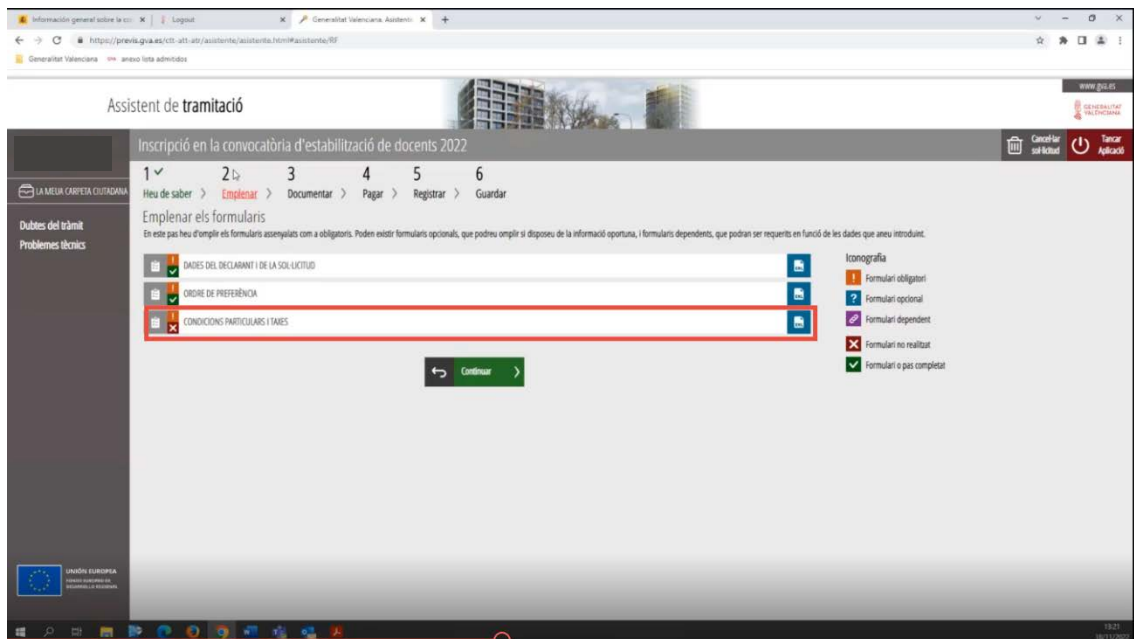 Información general sobre la co
Logout
Generalitat Valenciana. Asistent
https://previs.gva.es/ctt-att-atr/asistente/asistente.html#asistente/RF
Generalitat Valenciana
anexo lista admitidos
www.gva.es
Assistent de tramitació
GENERALITAT VALENCIANA
Inscripció en la convocatòria d'estabilització de docents 2022
Cancel·lar
sol·licitud
Tancar
Aplicació
1 2 3 4 5 6
Heu de saber > Emplenar > Documentar > Pagar > Registrar > Guardar
LA MEUA CARPETA CIUTADANA
Dubtes del tràmit
Problemes tècnics
Emplenar els formularis
En este pas heu d'omplir els formularis assenyalats com a obligatoris. Poden existir formularis opcionals, que podreu omplir si disposeu de la informació oportuna, i formularis dependents, que podran ser requerits en funció de les dades que aneu introduint.
DADES DEL DECLARANT I DE LA SOL·LICITUD
ORDRE DE PREFERÈNCIA
CONDICIONS PARTICULARS I TAXES
Continuar
Iconografia
Formulari obligatori
Formulari opcional
Formulari dependent
Formulari no realitzat
Formulari o pas completat
UNIÓN EUROPEA
13:21